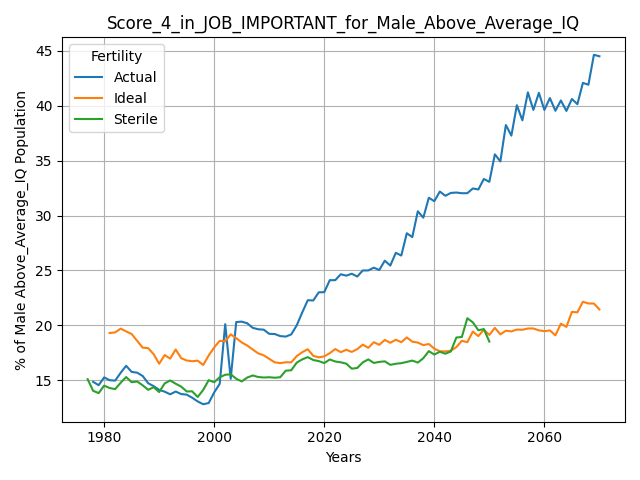 Score_4_in_JOB_IMPORTANT_for_Male_Above_Average_IQ
% of Male Above_Average_IQ Population
45
40
35
30
25
20
15
Fertility
Actual
Ideal
Sterile
1980 2000 2020 2040 2060
Years